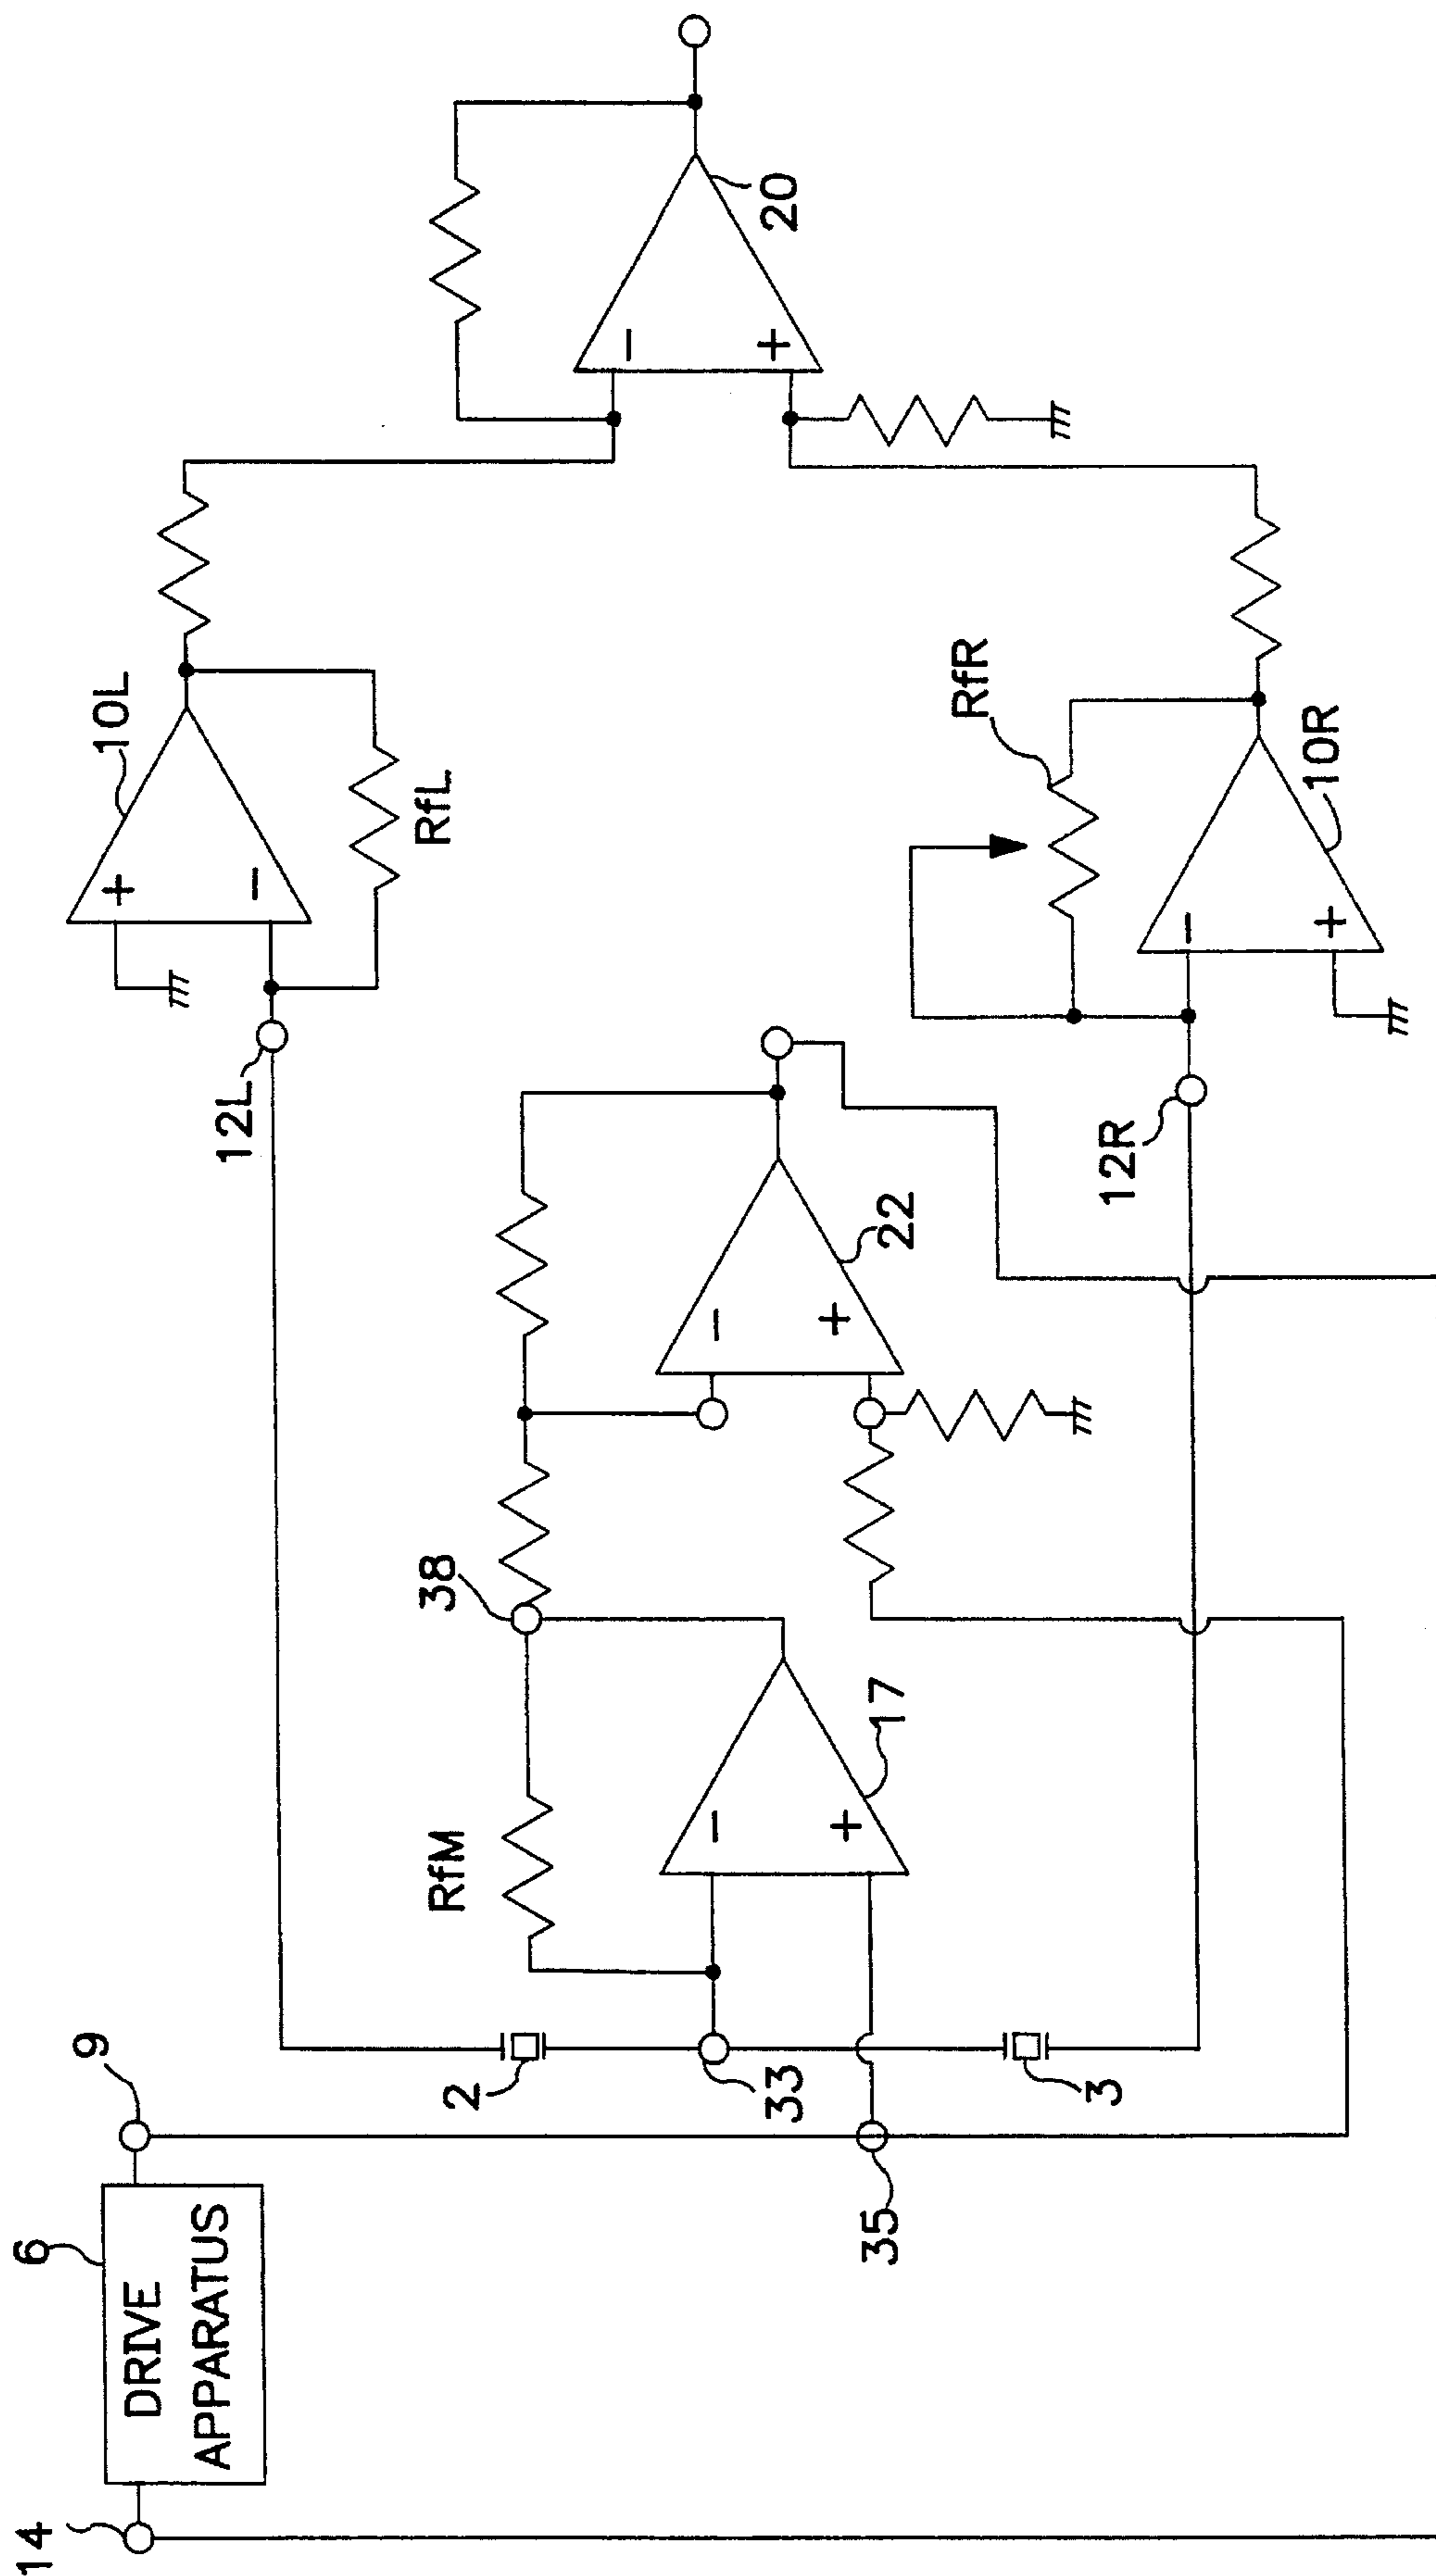 14
6
DRIVE
APPARATUS
9
2
33
35
3
RfM
17
38
22
12L
12R
10L
RfL
RfR
10R
20
+
−
−
+
−
+
−
+
−
+